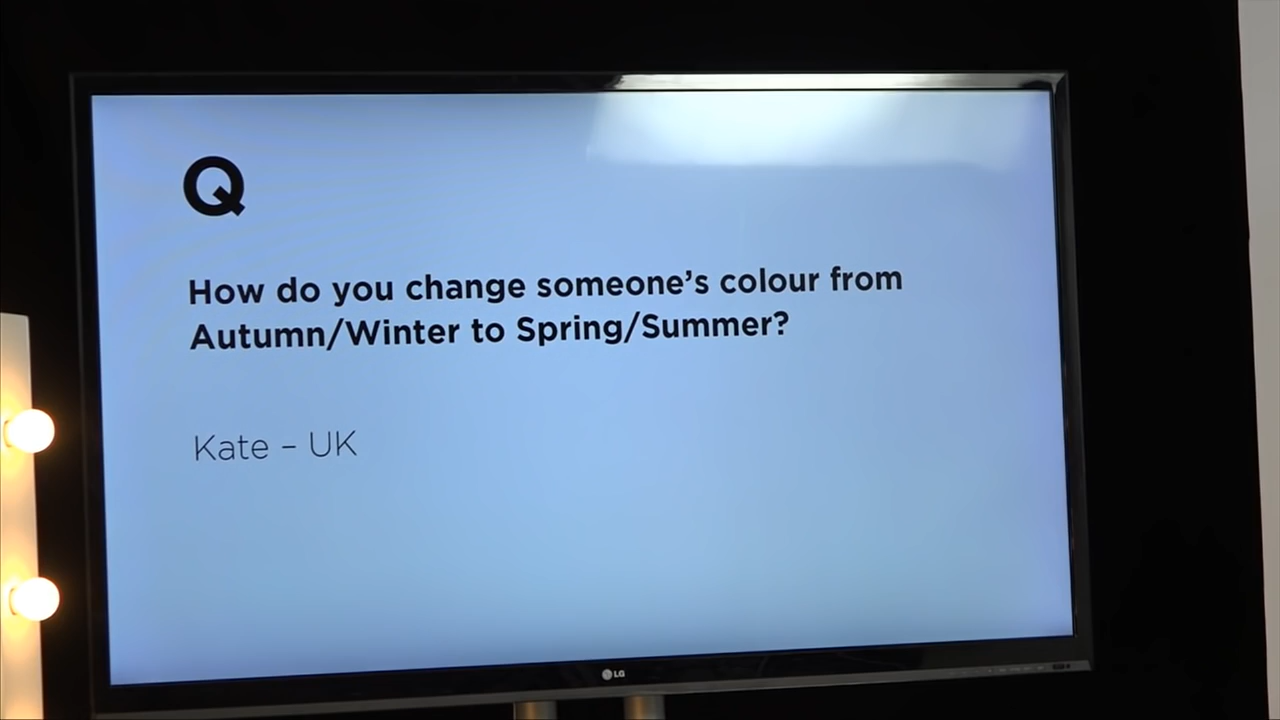 Q
How do you change someone’s colour from
Autumn/Winter to Spring/Summer?
Kate – UK
LG